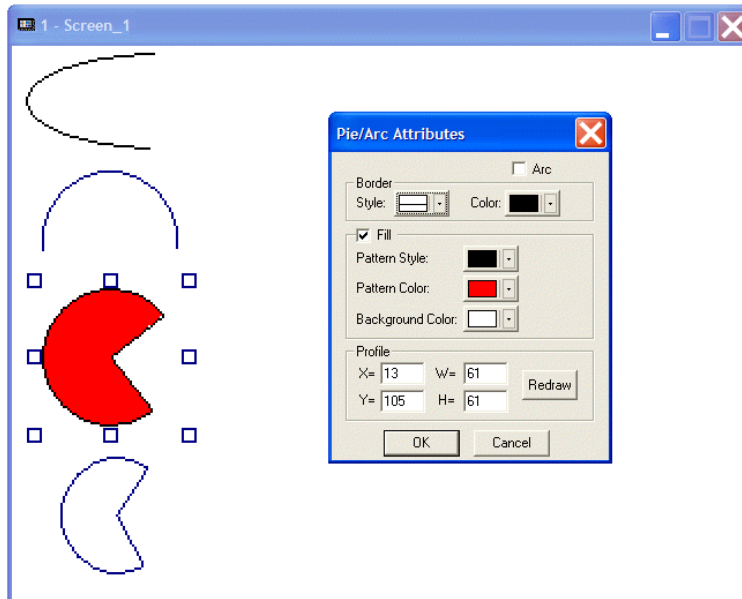 1 - Screen_1
Pie/Arc Attributes
Arc
Border
Style: Color:
Fill
Pattern Style:
Pattern Color:
Background Color:
Profile
X= 13 W= 61
Redraw
Y= 105 H= 61
OK Cancel